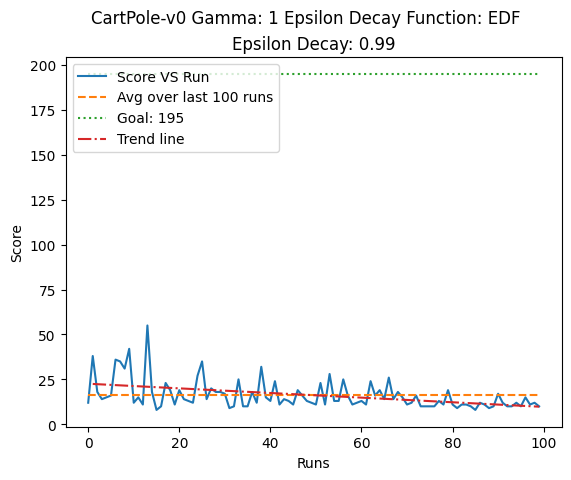 CartPole-v0 Gamma: 1 Epsilon Decay Function: EDF
Epsilon Decay: 0.99
200
175
150
125
100
75
50
25
0
Score
Score VS Run
Avg over last 100 runs
Goal: 195
Trend line
0 20 40 60 80 100
Runs